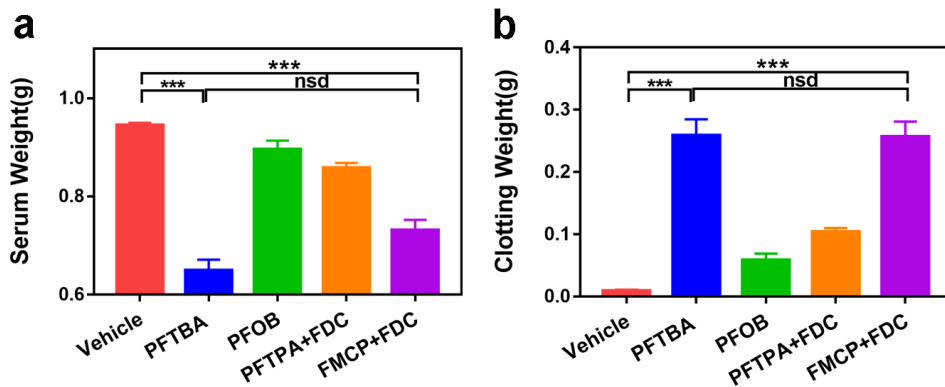 a
***
***
nsd
Serum Weight(g)
1.0
0.8
0.6
Vehicle
PFTBA
PFOB
PFTPA+FDC
FMCP+FDC
b
***
***
nsd
Clotting Weight(g)
0.4
0.3
0.2
0.1
0.0
Vehicle
PFTBA
PFOB
PFTPA+FDC
FMCP+FDC